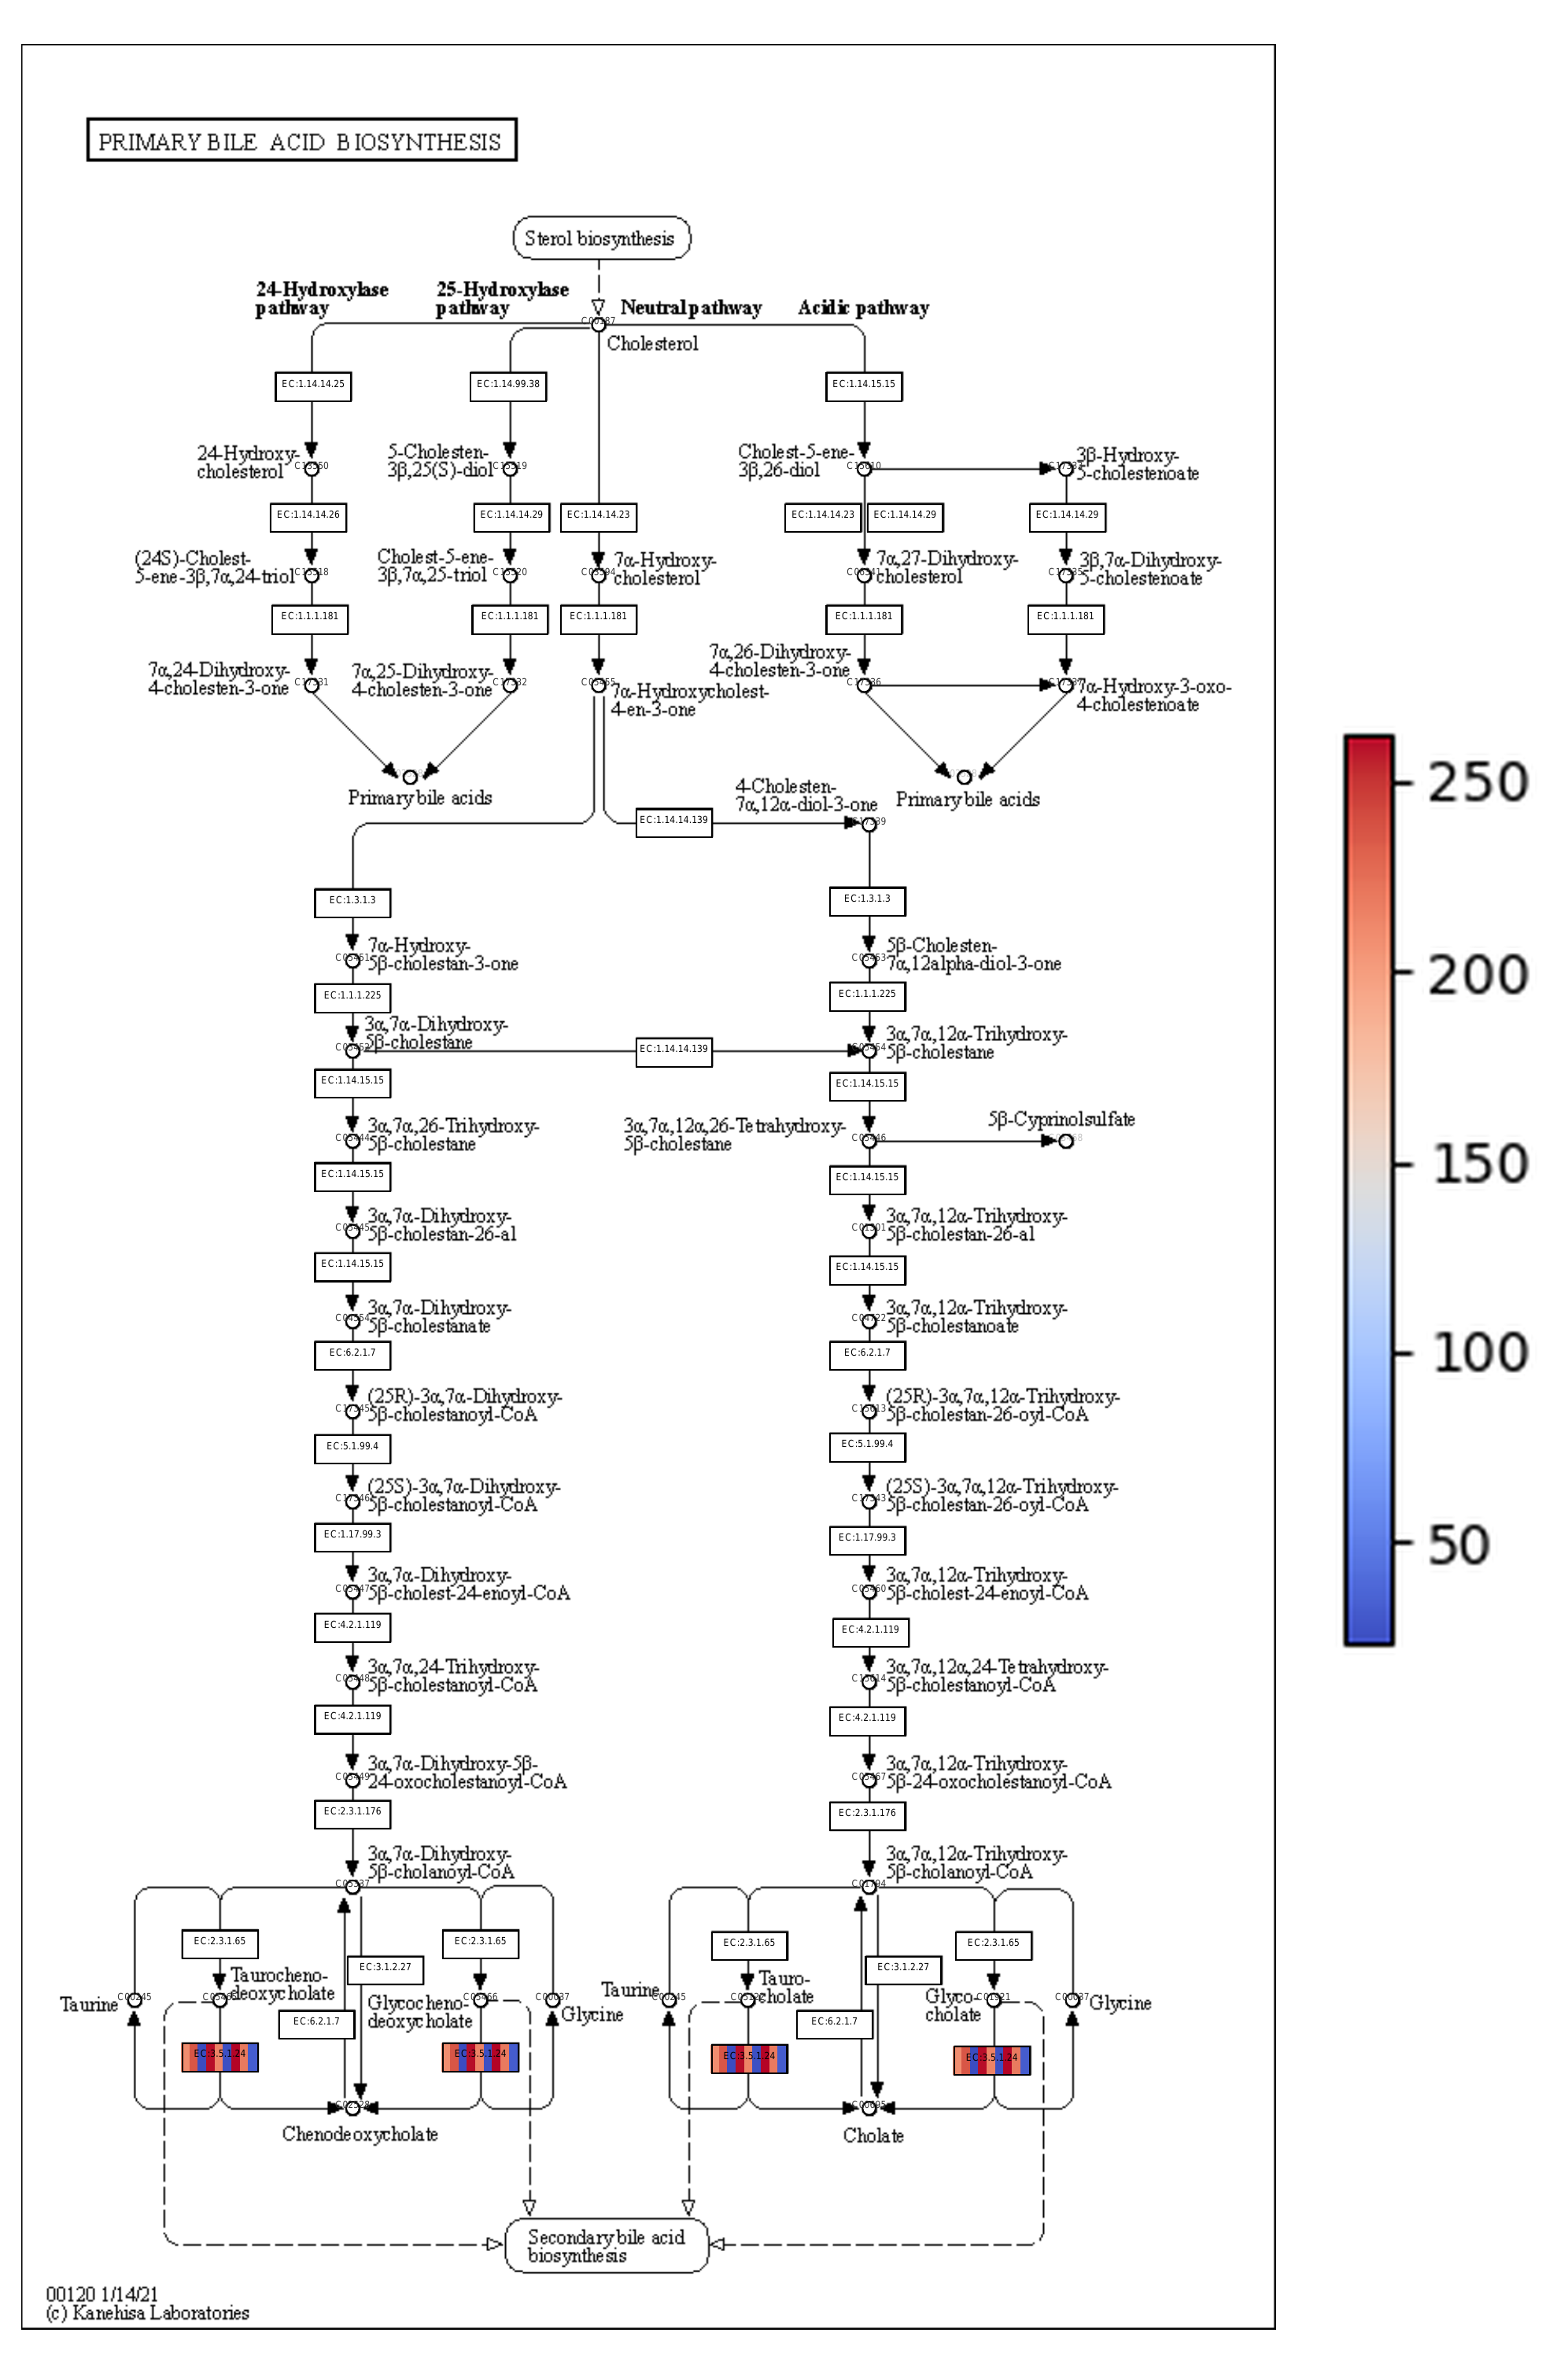 PRIMARY BILE ACID BIOSYNTHESIS
Sterol biosynthesis
24-Hydroxylase
pathway
25-Hydroxylase
pathway
Neutral pathway
Acidic pathway
Cholesterol
EC:1.14.14.25
EC:1.14.99.38
EC:1.14.15.15
24-Hydroxy-
cholesterol
5-Cholesten-
3β,25(S)-diol
Cholest-5-ene-
3β,26-diol
3β-Hydroxy-
5-cholestenoate
EC:1.14.14.26
EC:1.14.14.29
EC:1.14.14.23
EC:1.14.14.23
EC:1.14.14.29
EC:1.14.14.29
(24S)-Cholest-
5-ene-3β,7α,24-triol
Cholest-5-ene-
3β,7α,25-triol
7α-Hydroxy-
cholesterol
7α,27-Dihydroxy-
cholesterol
3β,7α-Dihydroxy-
5-cholestenoate
EC:1.1.1.181
EC:1.1.1.181
EC:1.1.1.181
EC:1.1.1.181
EC:1.1.1.181
7α,24-Dihydroxy-
4-cholesten-3-one
7α,25-Dihydroxy-
4-cholesten-3-one
7α-Hydroxycholest-
4-en-3-one
7α,26-Dihydroxy-
4-cholesten-3-one
7α-Hydroxy-3-oxo-
4-cholestenoate
Primary bile acids
Primary bile acids
4-Cholesten-
7α,12α-diol-3-one
EC:1.14.14.139
EC:1.3.1.3
EC:1.3.1.3
7α-Hydroxy-
5β-cholestan-3-one
5β-Cholesten-
7α,12alpha-diol-3-one
EC:1.1.1.225
EC:1.1.1.225
3α,7α-Dihydroxy-
5β-cholestane
EC:1.14.14.139
3α,7α,12α-Trihydroxy-
5β-cholestane
EC:1.14.15.15
EC:1.14.15.15
3α,7α,26-Trihydroxy-
5β-cholestane
3α,7α,12α,26-Tetrahydroxy-
5β-cholestane
5β-Cyprinolsulfate
EC:1.14.15.15
EC:1.14.15.15
3α,7α-Dihydroxy-
5β-cholestan-26-al
3α,7α,12α-Trihydroxy-
5β-cholestan-26-al
EC:1.14.15.15
EC:1.14.15.15
3α,7α-Dihydroxy-
5β-cholestanate
3α,7α,12α-Trihydroxy-
5β-cholestanoate
EC:6.2.1.7
EC:6.2.1.7
(25R)-3α,7α-Dihydroxy-
5β-cholestanoyl-CoA
(25R)-3α,7α,12α-Trihydroxy-
5β-cholestan-26-oyl-CoA
EC:5.1.99.4
EC:5.1.99.4
(25S)-3α,7α-Dihydroxy-
5β-cholestanoyl-CoA
(25S)-3α,7α,12α-Trihydroxy-
5β-cholestan-26-oyl-CoA
EC:1.17.99.3
EC:1.17.99.3
3α,7α-Dihydroxy-
5β-cholest-24-enoyl-CoA
3α,7α,12α-Trihydroxy-
5β-cholest-24-enoyl-CoA
EC:4.2.1.119
EC:4.2.1.119
3α,7α,24-Trihydroxy-
5β-cholestanoyl-CoA
3α,7α,12α,24-Tetrahydroxy-
5β-cholestanoyl-CoA
EC:4.2.1.119
EC:4.2.1.119
3α,7α-Dihydroxy-5β-
24-oxocholestanoyl-CoA
3α,7α,12α-Trihydroxy-
5β-24-oxocholestanoyl-CoA
EC:2.3.1.176
EC:2.3.1.176
3α,7α-Dihydroxy-
5β-cholanoyl-CoA
3α,7α,12α-Trihydroxy-
5β-cholanoyl-CoA
EC:2.3.1.65
EC:2.3.1.65
EC:2.3.1.65
EC:2.3.1.65
EC:3.1.2.27
EC:3.1.2.27
Taurine
Taurocheno-
deoxycholate
Glycocheno-
deoxycholate
Glycine
Taurine
Tauro-
cholate
Glyco-
cholate
Glycine
EC:6.2.1.7
EC:6.2.1.7
EC:3.5.1.24
EC:3.5.1.24
EC:3.5.1.24
EC:3.5.1.24
Chenodeoxycholate
Cholate
Secondary bile acid
biosynthesis
00120 1/14/21
(c) Kanehisa Laboratories
250
200
150
100
50